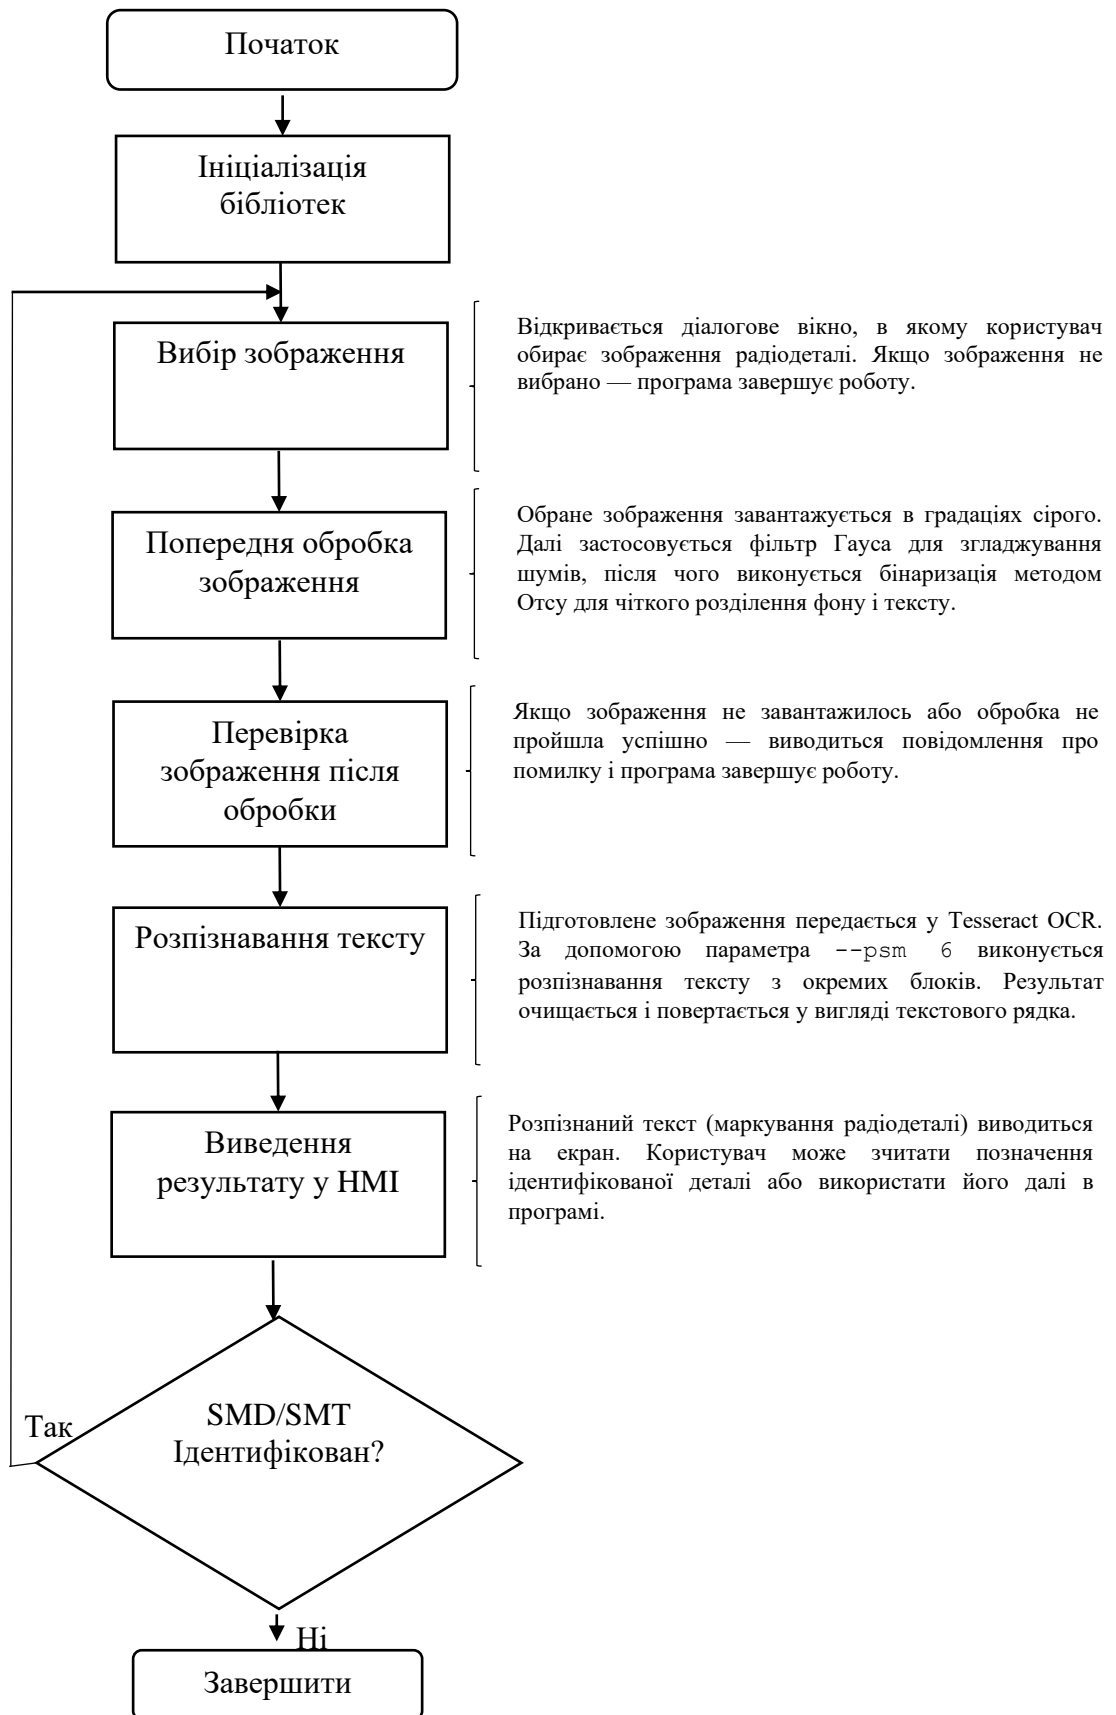 Початок
Ініціалізація
бібліотек
Вибір зображення
Відкривається діалогове вікно, в якому користувач
обирає зображення радіодеталі. Якщо зображення не
вибрано — програма завершує роботу.
Попередня обробка
зображення
Обране зображення завантажується в градаціях сірого.
Далі застосовується фільтр Гауса для згладжування
шумів, після чого виконується бінаризація методом
Отсу для чіткого розділення фону і тексту.
Перевірка
зображення після
обробки
Якщо зображення не завантажилось або обробка не
пройшла успішно — виводиться повідомлення про
помилку і програма завершує роботу.
Розпізнавання тексту
Підготовлене зображення передається у Tesseract OCR.
За допомогою параметра --psm 6 виконується
розпізнавання тексту з окремих блоків. Результат
очищається і повертається у вигляді текстового рядка.
Виведення
результату у HMI
Розпізнаний текст (маркування радіодеталі) виводиться
на екран. Користувач може зчитати позначення
ідентифікованої деталі або використати його далі в
програмі.
SMD/SMT
Ідентифікован?
Так
Ні
Завершити